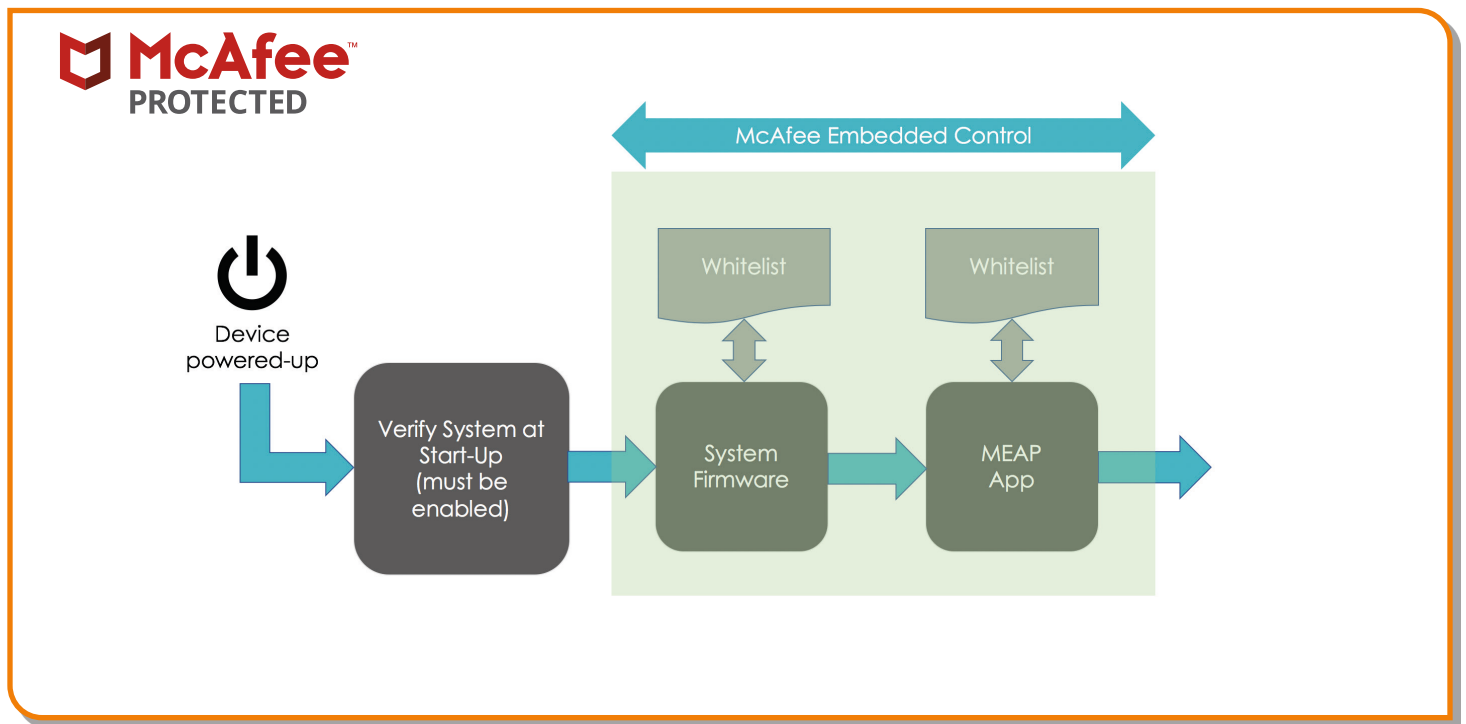 McAfee™
PROTECTED
McAfee Embedded Control
Whitelist
Whitelist
Device
powered-up
Verify System at
Start-Up
(must be
enabled)
System
Firmware
MEAP
App